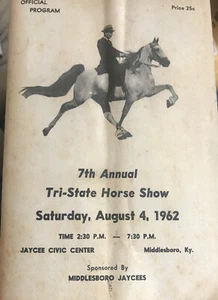 OFFICIAL
PROGRAM
Price 25c
7th Annual
Tri-State Horse Show
Saturday, August 4, 1962
TIME 2:30 P.M. — 7:30 P.M.
JAYCEE CIVIC CENTER Middlesboro, Ky.
Sponsored By
MIDDLESBORO JAYCEES